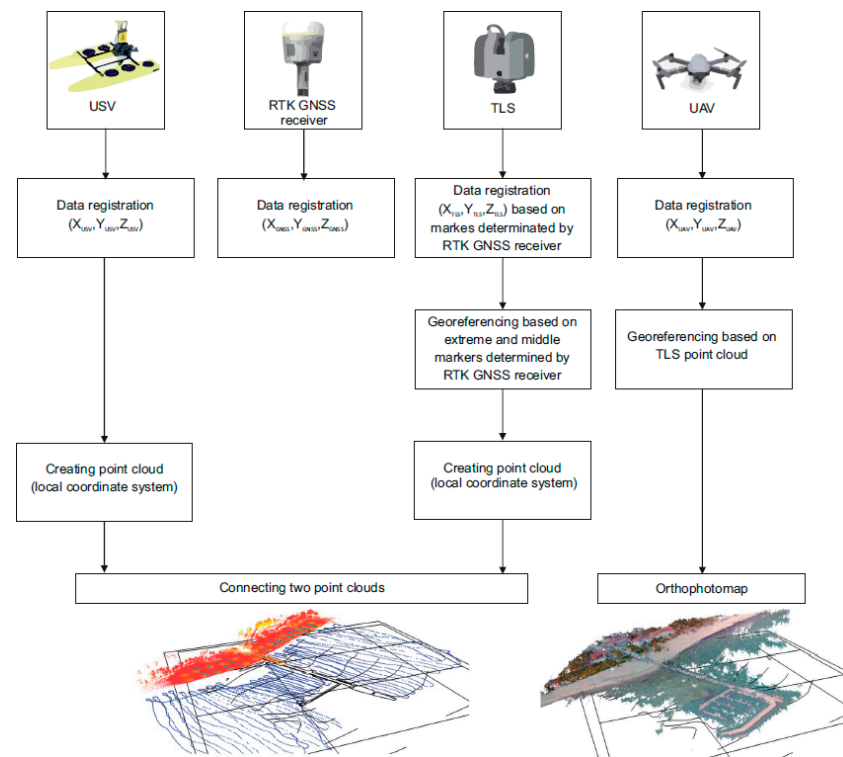 USV
RTK GNSS
receiver
TLS
UAV
Data registration
(XUSV,YUSV,ZUSV)
Data registration
(XGNSS,YGNSS,ZGNSS)
Data registration
(XTLS,YTLS,ZTLS) based on
markes determinated by
RTK GNSS receiver
Data registration
(XUAV,YUAV,ZUAV)
Georeferencing based on
extreme and middle
markers determined by
RTK GNSS receiver
Georeferencing based on
TLS point cloud
Creating point cloud
(local coordinate system)
Creating point cloud
(local coordinate system)
Connecting two point clouds
Orthophotomap